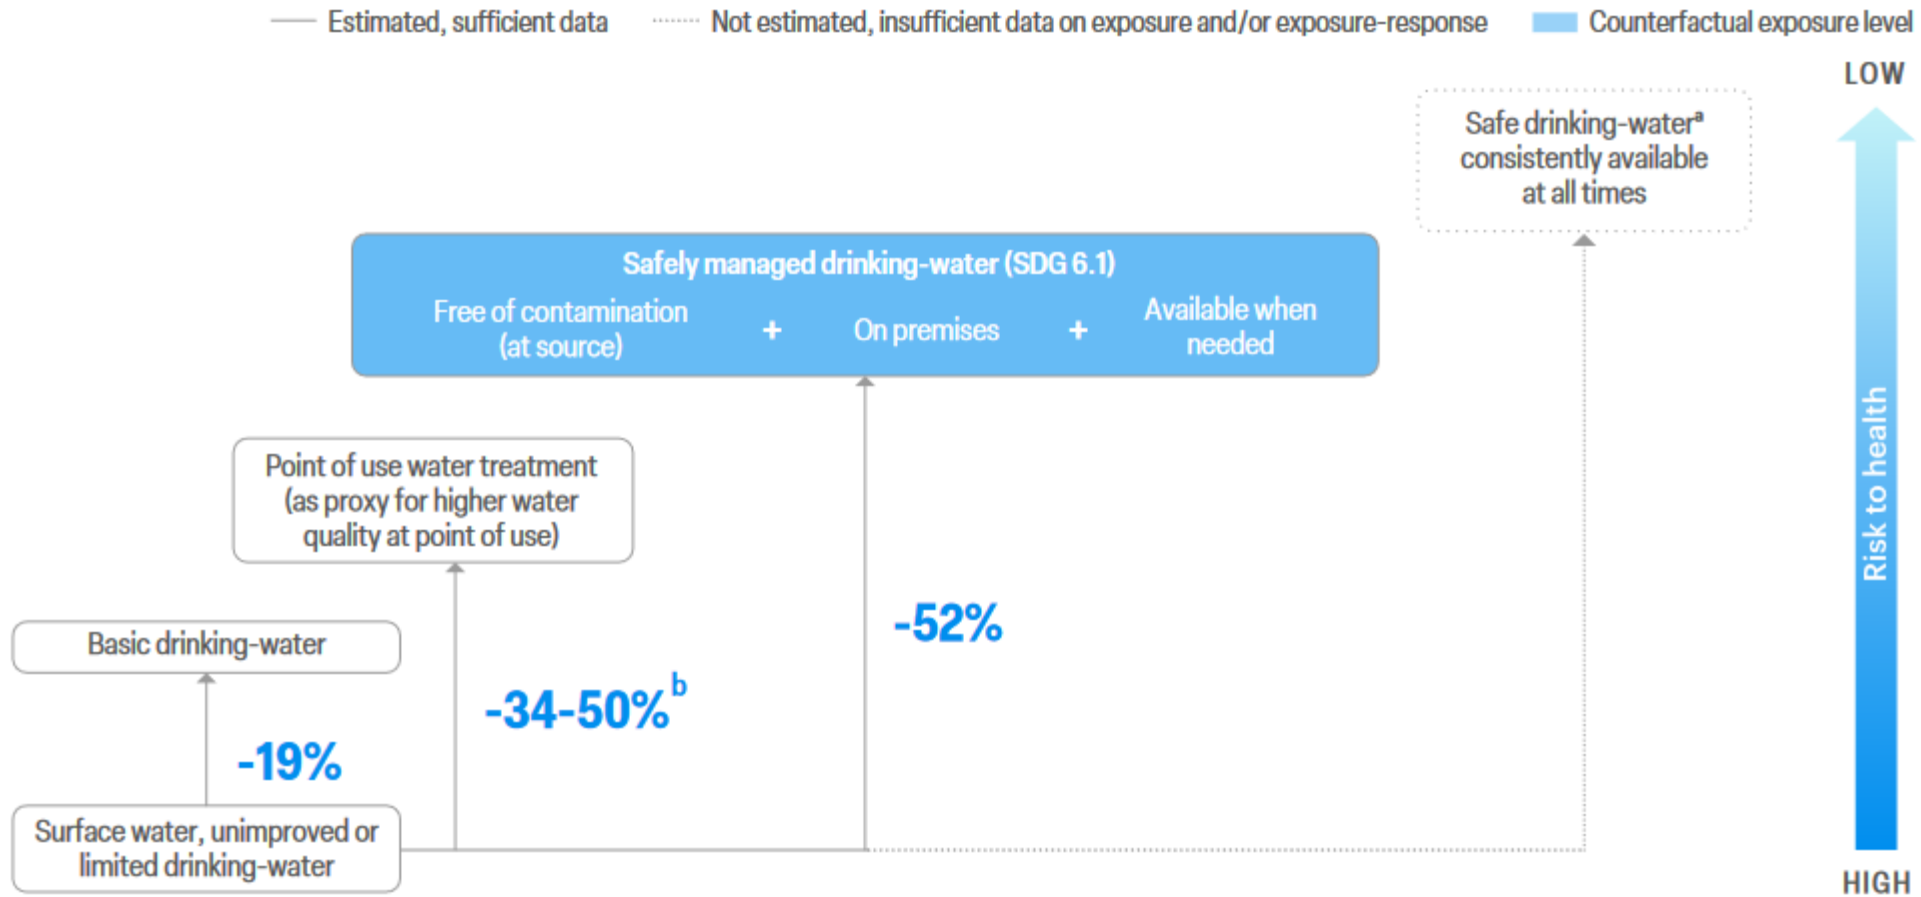 Estimated, sufficient data
Not estimated, insufficient data on exposure and/or exposure-response
Counterfactual exposure level
LOW
Safe drinking-waterᵃ
consistently available
at all times
Safely managed drinking-water (SDG 6.1)
Free of contamination
(at source)
+
On premises
+
Available when
needed
Risk to health
Point of use water treatment
(as proxy for higher water
quality at point of use)
-52%
Basic drinking-water
-34-50%ᵇ
-19%
Surface water, unimproved or
limited drinking-water
HIGH